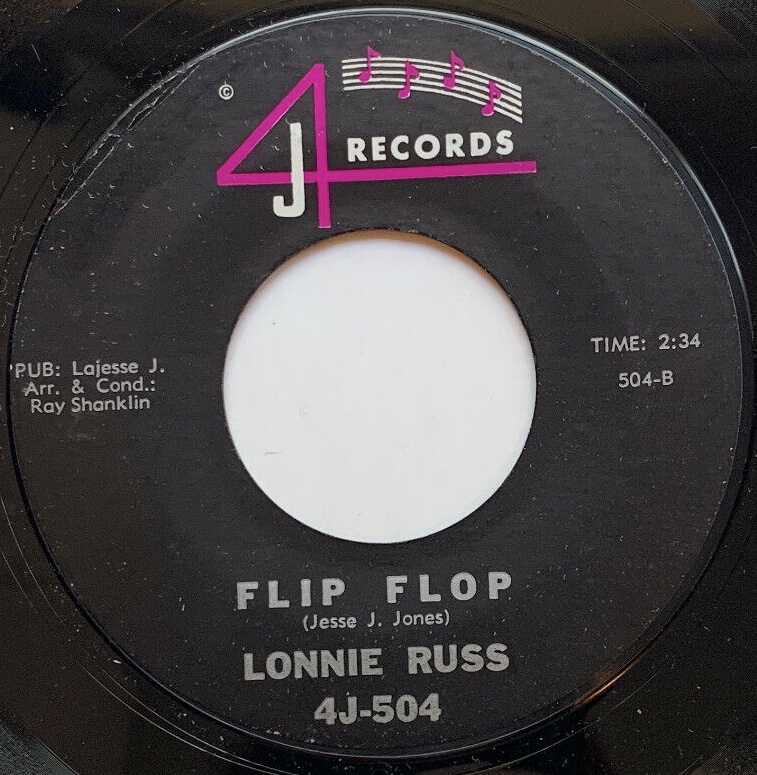 ©
4J RECORDS
TIME: 2:34
504-B
PUB: Lajesse J.
Arr. & Cond.:
Ray Shanklin
FLIP FLOP
(Jesse J. Jones)
LONNIE RUSS
4J-504